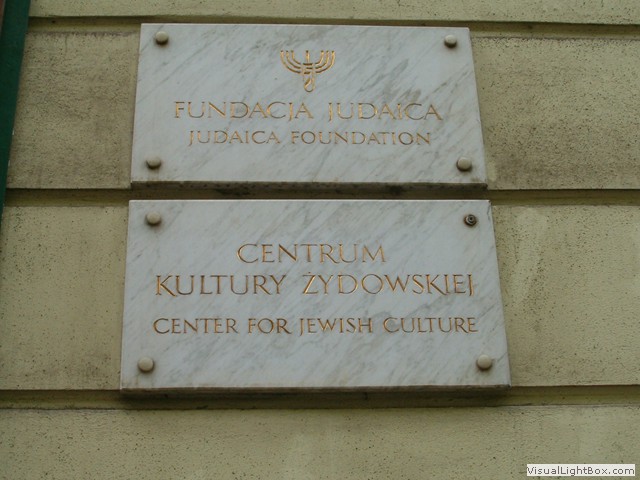 FUNDACJA JUDAICA
JUDAICA FOUNDATION
CENTRUM
KULTURY ŻYDOWSKIEJ
CENTER FOR JEWISH CULTURE
VisualLightBox.com